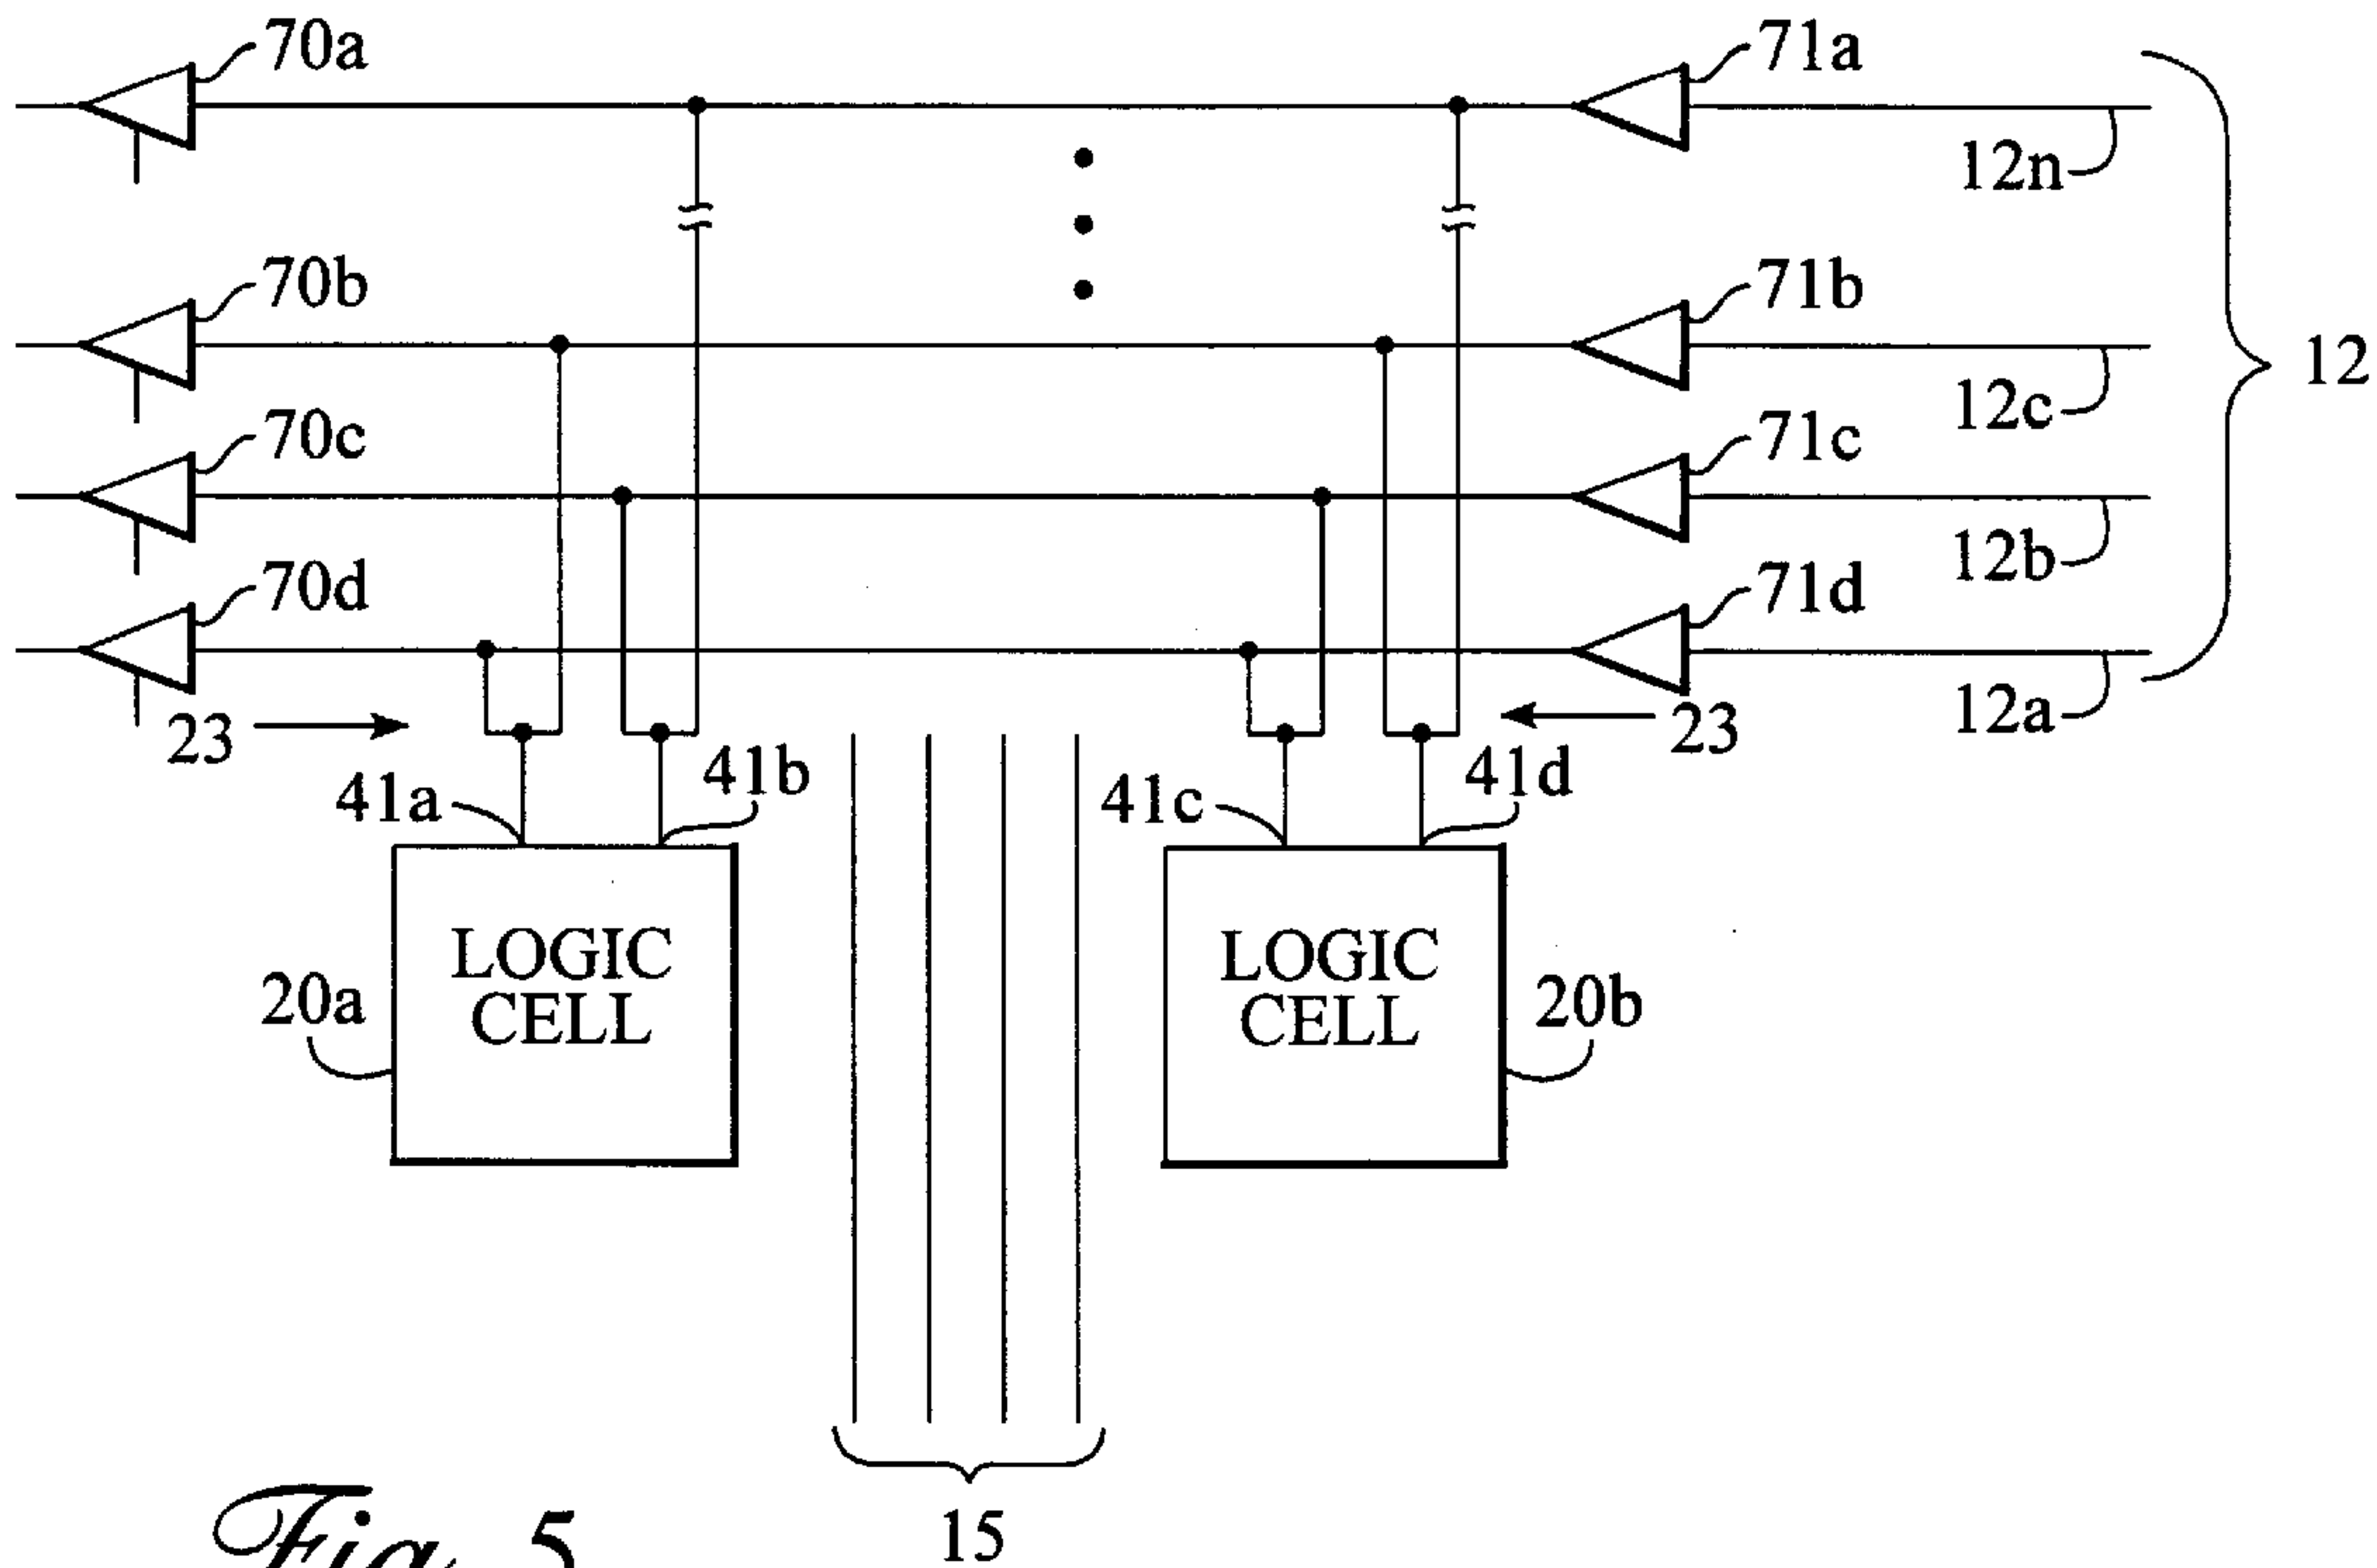 70a 71a
12n
70b 71b
12c
12
70c 71c
12b
70d 71d
12a
23 23
41a 41b 41c 41d
LOGIC
CELL
LOGIC
CELL
20a 20b
15
Fig. 5